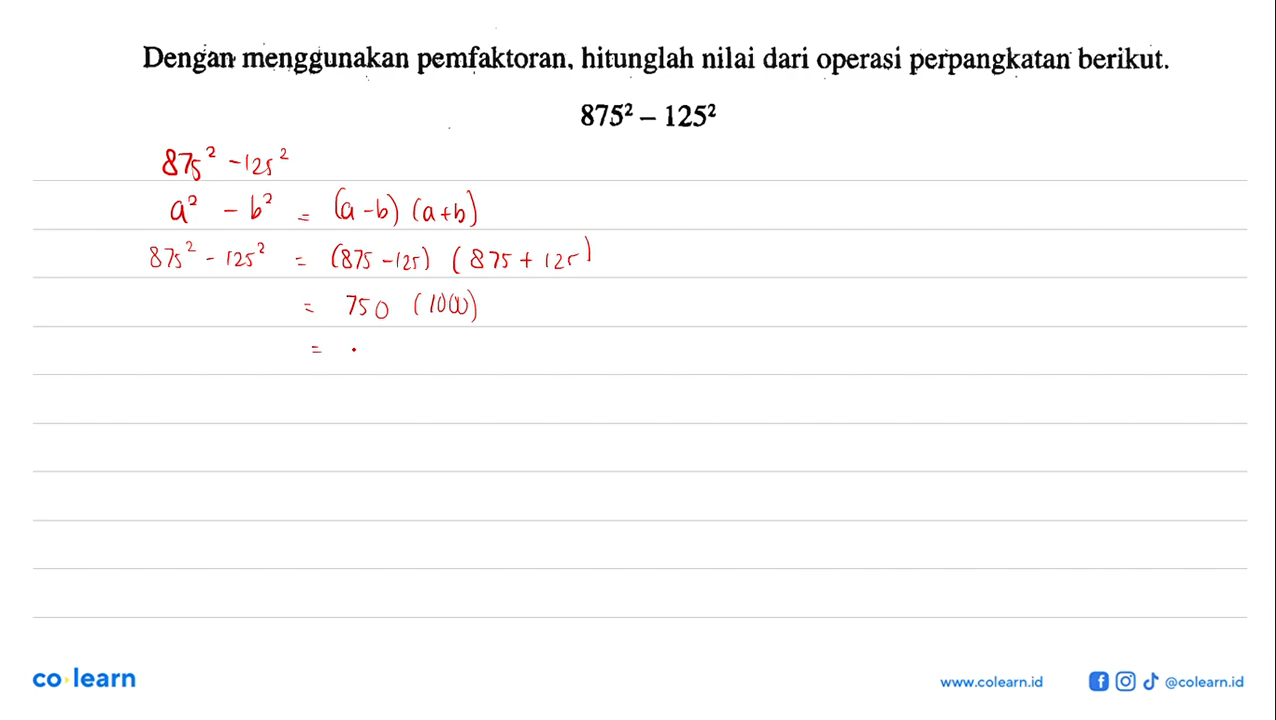 Dengan menggunakan pemfaktoran, hitunglah nilai dari operasi perpangkatan berikut.
875² – 125²
875² – 125²
a² – b² = (a – b) (a + b)
875² – 125² = (875 – 125) (875 + 125)
= 750 (1000)
= .
co·learn
www.colearn.id
@colearn.id